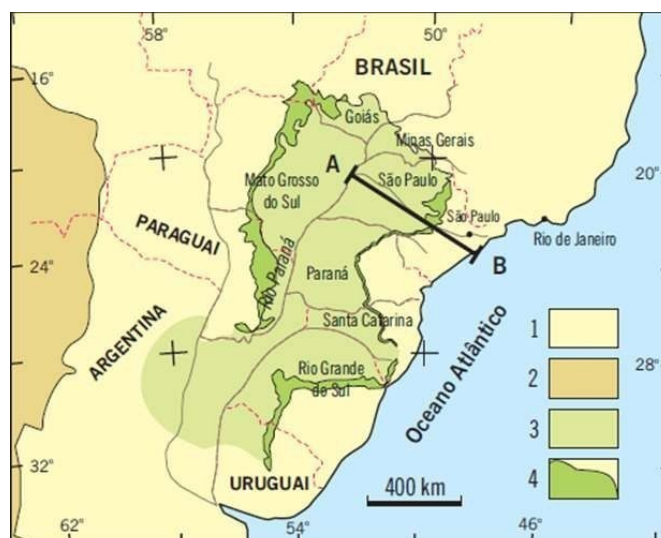 58°
50°
BRASIL
16°
Goiás
Minas Gerais
A
20°
Mato Grosso
do Sul
São Paulo
São Paulo
Rio de Janeiro
PARAGUAI
B
24°
Rio Paraná
Paraná
ARGENTINA
Santa Catarina
Oceano Atlântico
1
2
3
4
Rio Grande
do Sul
28°
32°
URUGUAI
400 km
62°
54°
46°